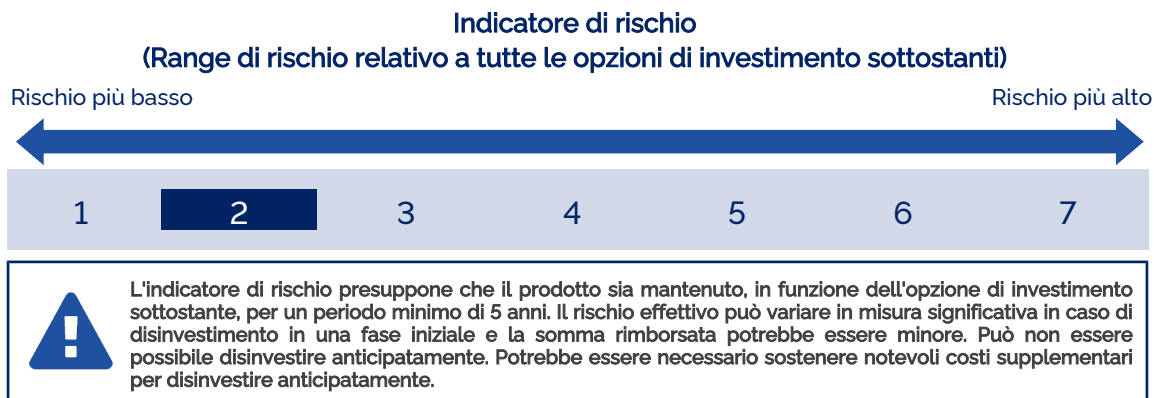 Indicatore di rischio
(Range di rischio relativo a tutte le opzioni di investimento sottostanti)
Rischio più basso
Rischio più alto
1 2 3 4 5 6 7
L'indicatore di rischio presuppone che il prodotto sia mantenuto, in funzione dell'opzione di investimento
sottostante, per un periodo minimo di 5 anni. Il rischio effettivo può variare in misura significativa in caso di
disinvestimento in una fase iniziale e la somma rimborsata potrebbe essere minore. Può non essere
possibile disinvestire anticipatamente. Potrebbe essere necessario sostenere notevoli costi supplementari
per disinvestire anticipatamente.